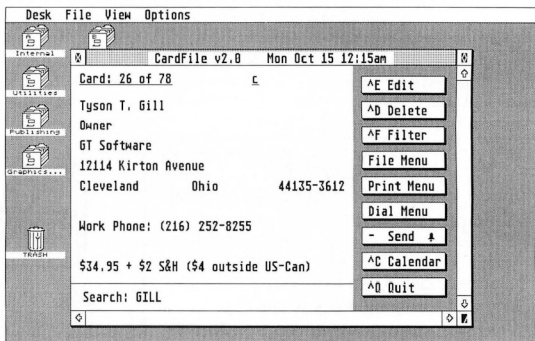 Desk File View Options
Internal
Utilities
Publishing
Graphics...
TRASH
CardFile v2.0 Mon Oct 15 12:15am
Card: 26 of 78 c
Tyson T. Gill
Owner
GT Software
12114 Kirton Avenue
Cleveland Ohio 44135-3612
Work Phone: (216) 252-8255
$34.95 + $2 S&H ($4 outside US-Can)
Search: GILL
^E Edit
^D Delete
^F Filter
File Menu
Print Menu
Dial Menu
- Send
^C Calendar
^Q Quit